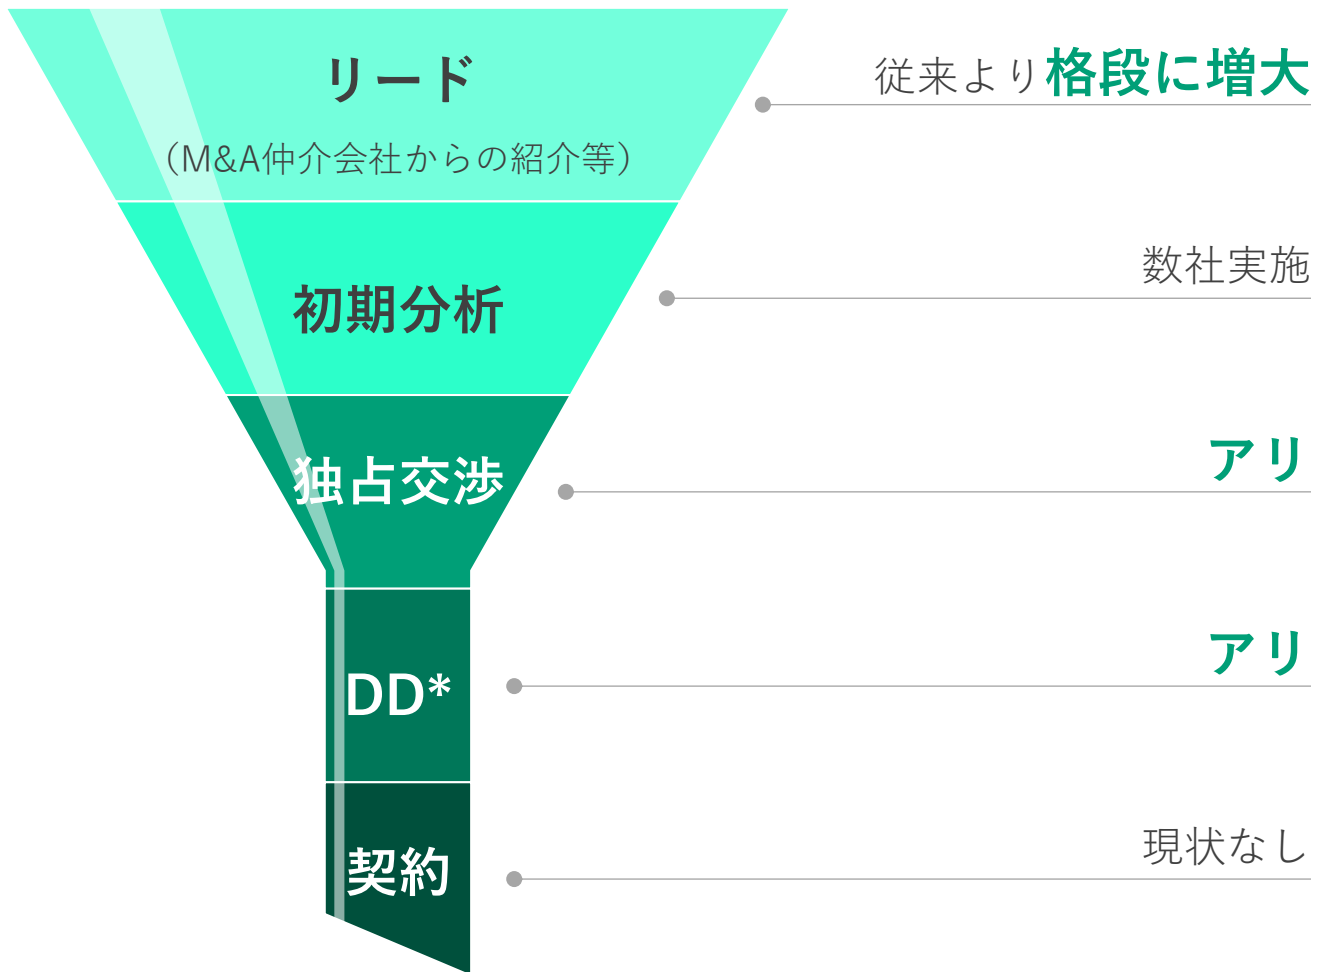 リード
(M&A仲介会社からの紹介等)
従来より格段に増大
初期分析
数社実施
独占交渉
アリ
DD*
アリ
契約
現状なし